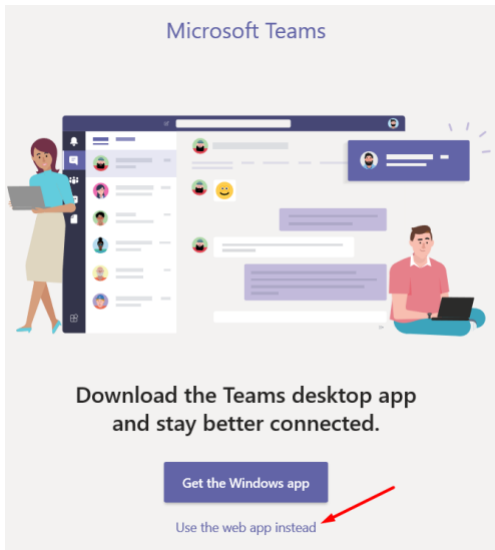 Microsoft Teams
Download the Teams desktop app
and stay better connected.
Get the Windows app
Use the web app instead